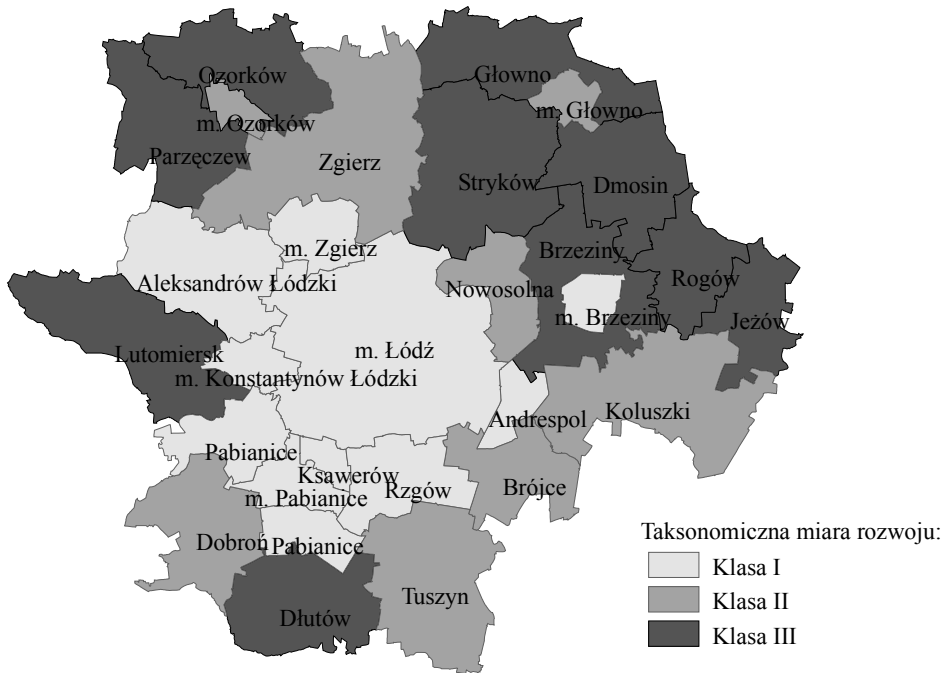 Ozorków
Głowno
m. Głowno
m. Ozorków
Parzęczew
Zgierz
Stryków
Dmosin
m. Zgierz
Brzeziny
Aleksandrów Łódzki
Nowosolna
Rogów
m. Brzeziny
Jeżów
Lutomiersk
m. Łódź
m. Konstantynów Łódzki
Andrespol
Koluszki
Pabianice
Ksawerów
m. Pabianice
Rzgów
Brójce
Dobroń
Pabianice
Tuszyn
Dłutów
Taksonomiczna miara rozwoju:
Klasa I
Klasa II
Klasa III